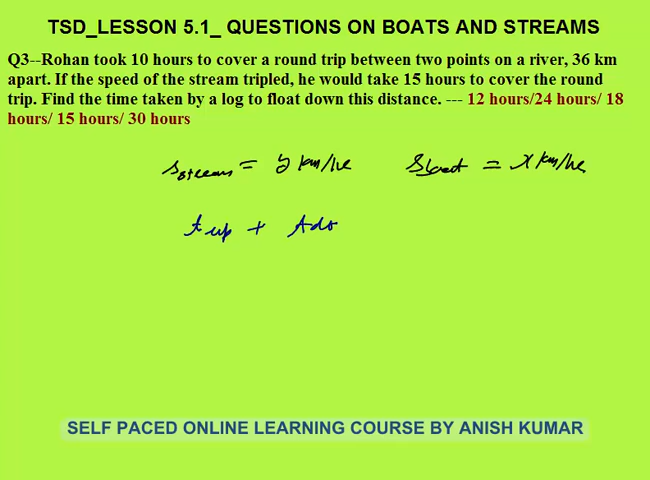 TSD_LESSON 5.1_ QUESTIONS ON BOATS AND STREAMS
Q3--Rohan took 10 hours to cover a round trip between two points on a river, 36 km
apart. If the speed of the stream tripled, he would take 15 hours to cover the round
trip. Find the time taken by a log to float down this distance. --- 12 hours/24 hours/ 18
hours/ 15 hours/ 30 hours
Sstream = y km/hr Sboat = x km/hr
tup + tdo
SELF PACED ONLINE LEARNING COURSE BY ANISH KUMAR